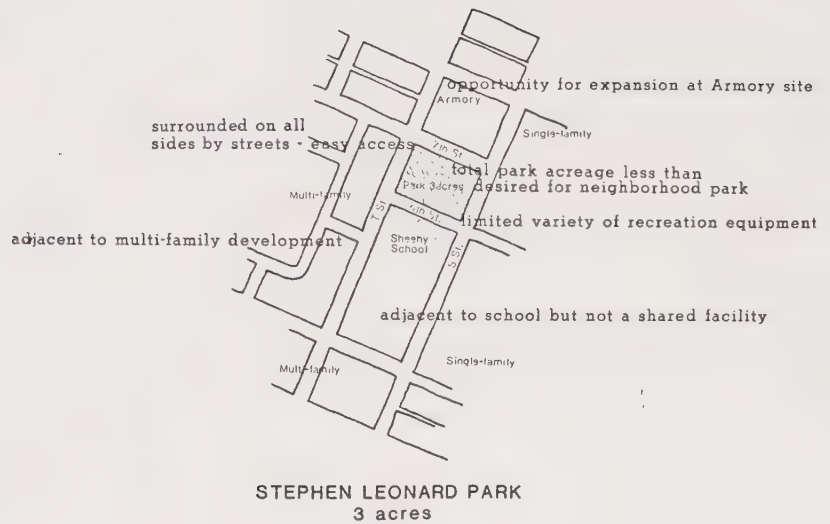 opportunity for expansion at Armory site
Armory
surrounded on all
sides by streets - easy access
Single-family
7th St.
total park acreage less than
Park 3acres
desired for neighborhood park
Multi-family
T St.
6th St.
limited variety of recreation equipment
adjacent to multi-family development
Sheehy
School
S St.
adjacent to school but not a shared facility
Multi-family
Single-family
STEPHEN LEONARD PARK
3 acres